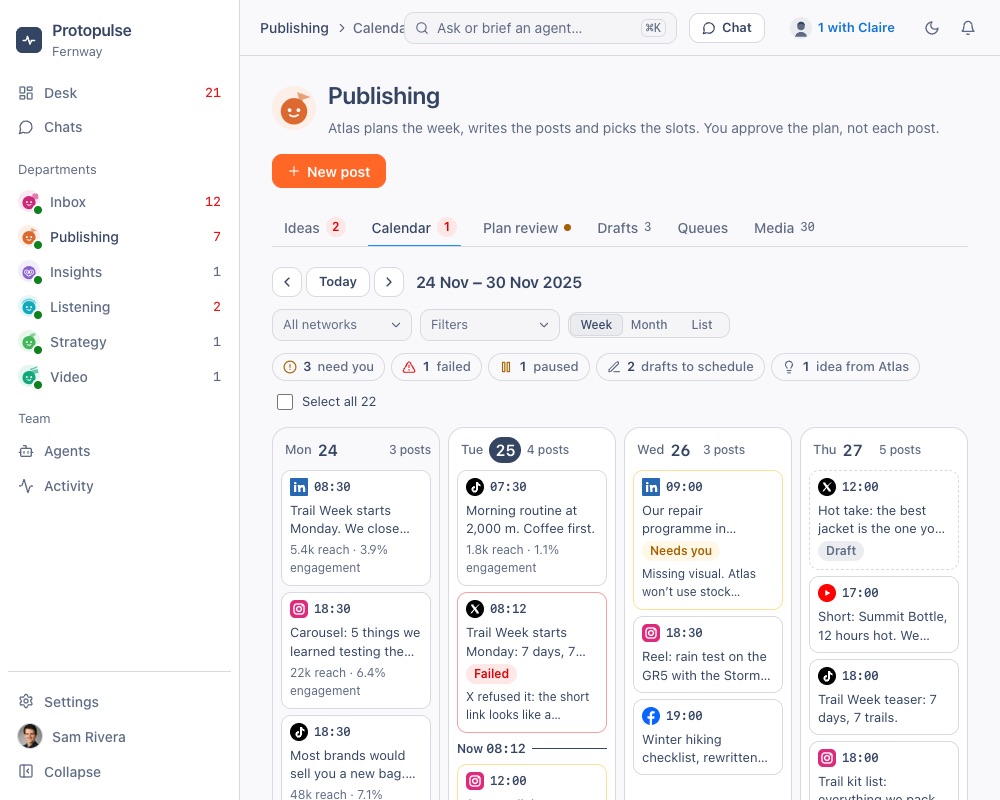 Protopulse
Fernway
Desk 21
Chats
Departments
Inbox 12
Publishing 7
Insights 1
Listening 2
Strategy 1
Video 1
Team
Agents
Activity
Settings
Sam Rivera
Collapse
Publishing > Calenda
Ask or brief an agent… ⌘K
Chat
1 with Claire
Publishing
Atlas plans the week, writes the posts and picks the slots. You approve the plan, not each post.
+ New post
Ideas 2 Calendar 1 Plan review Drafts 3 Queues Media 30
Today 24 Nov – 30 Nov 2025
All networks Filters Week Month List
3 need you 1 failed 1 paused 2 drafts to schedule 1 idea from Atlas
Select all 22
Mon 24 3 posts
08:30
Trail Week starts
Monday. We close…
5.4k reach · 3.9%
engagement
18:30
Carousel: 5 things we
learned testing the…
22k reach · 6.4%
engagement
18:30
Most brands would
sell you a new bag.…
48k reach · 7.1%
Tue 25 4 posts
07:30
Morning routine at
2,000 m. Coffee first.
1.8k reach · 1.1%
engagement
08:12
Trail Week starts
Monday: 7 days, 7…
Failed
X refused it: the short
link looks like a…
Now 08:12
12:00
Wed 26 3 posts
09:00
Our repair
programme in…
Needs you
Missing visual. Atlas
won't use stock…
18:30
Reel: rain test on the
GR5 with the Storm…
19:00
Winter hiking
checklist, rewritten…
Thu 27 5 posts
12:00
Hot take: the best
jacket is the one yo…
Draft
17:00
Short: Summit Bottle,
12 hours hot. We…
18:00
Trail Week teaser: 7
days, 7 trails.
18:00
Trail kit list:
everything we pack